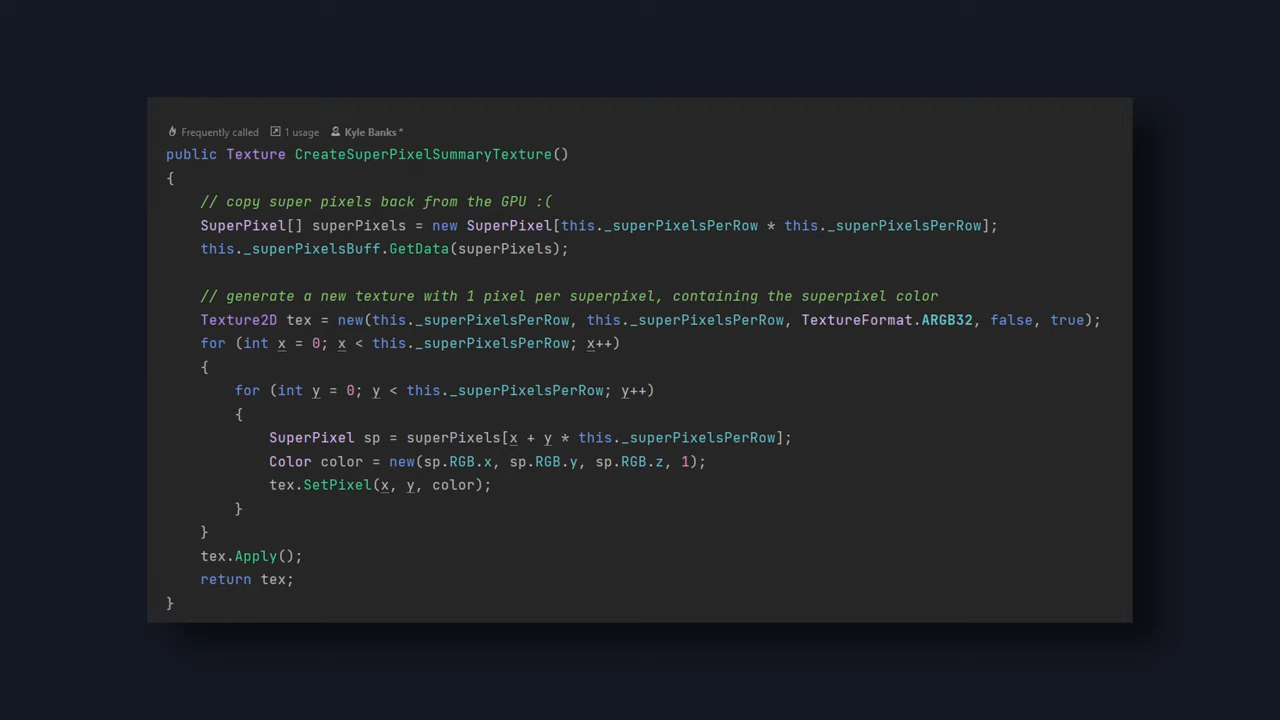 Frequently called 1 usage Kyle Banks *
public Texture CreateSuperPixelSummaryTexture()
{
// copy super pixels back from the GPU :(
SuperPixel[] superPixels = new SuperPixel[this._superPixelsPerRow * this._superPixelsPerRow];
this._superPixelsBuff.GetData(superPixels);
// generate a new texture with 1 pixel per superpixel, containing the superpixel color
Texture2D tex = new(this._superPixelsPerRow, this._superPixelsPerRow, TextureFormat.ARGB32, false, true);
for (int x = 0; x < this._superPixelsPerRow; x++)
{
for (int y = 0; y < this._superPixelsPerRow; y++)
{
SuperPixel sp = superPixels[x + y * this._superPixelsPerRow];
Color color = new(sp.RGB.x, sp.RGB.y, sp.RGB.z, 1);
tex.SetPixel(x, y, color);
}
}
tex.Apply();
return tex;
}